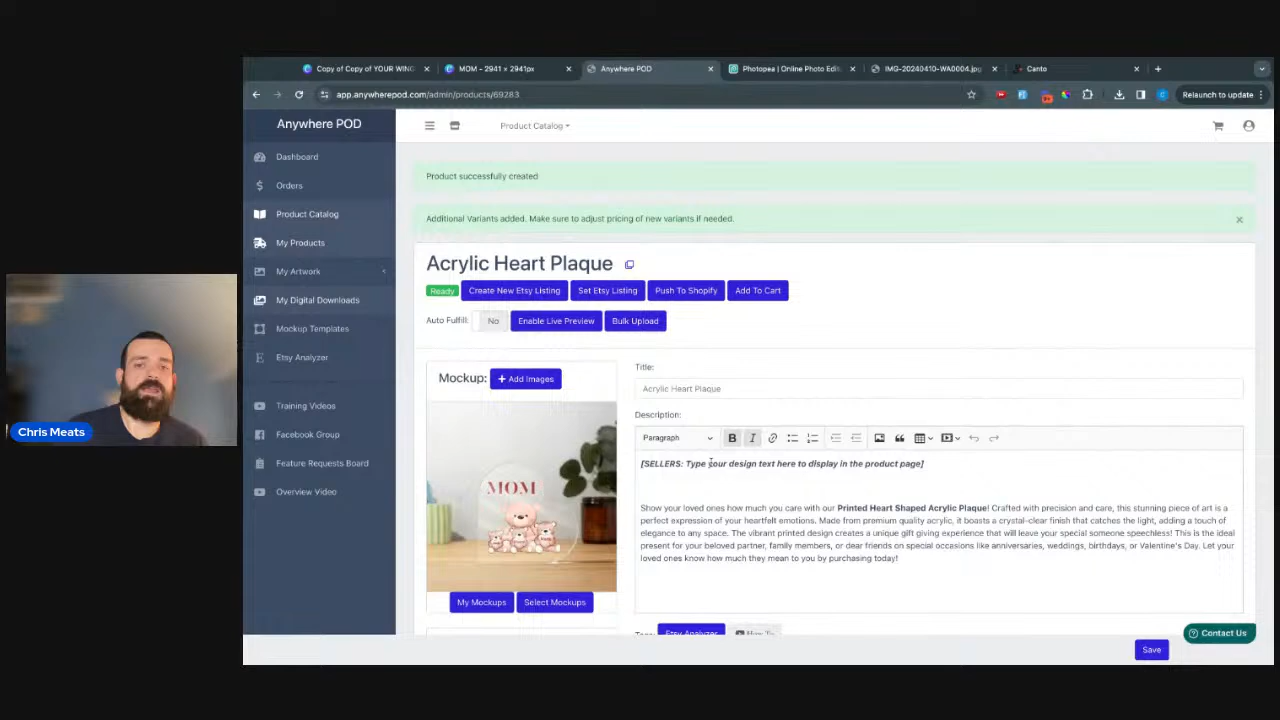 Copy of Copy of YOUR WING
MOM - 2941 × 2941px
Anywhere POD
Photopea | Online Photo Edit
IMG-20240410-WA0004.jpg
Canto
app.anywherepod.com/admin/products/69283
Relaunch to update
Anywhere POD
Product Catalog
Dashboard
Orders
Product Catalog
My Products
My Artwork
My Digital Downloads
Mockup Templates
Etsy Analyzer
Training Videos
Facebook Group
Feature Requests Board
Overview Video
Product successfully created
Additional Variants added. Make sure to adjust pricing of new variants if needed.
Acrylic Heart Plaque
Ready
Create New Etsy Listing
Set Etsy Listing
Push To Shopify
Add To Cart
Auto Fulfill:
No
Enable Live Preview
Bulk Upload
Mockup:
+ Add Images
MOM
My Mockups
Select Mockups
Title:
Acrylic Heart Plaque
Description:
Paragraph
B I
[SELLERS: Type your design text here to display in the product page]
Show your loved ones how much you care with our Printed Heart Shaped Acrylic Plaque! Crafted with precision and care, this stunning piece of art is a
perfect expression of your heartfelt emotions. Made from premium quality acrylic, it boasts a crystal-clear finish that catches the light, adding a touch of
elegance to any space. The vibrant printed design creates a unique gift giving experience that will leave your special someone speechless! This is the ideal
present for your beloved partner, family members, or dear friends on special occasions like anniversaries, weddings, birthdays, or Valentine's Day. Let your
loved ones know how much they mean to you by purchasing today!
Tags:
Etsy Analyzer
How To
Contact Us
Save
Chris Meats